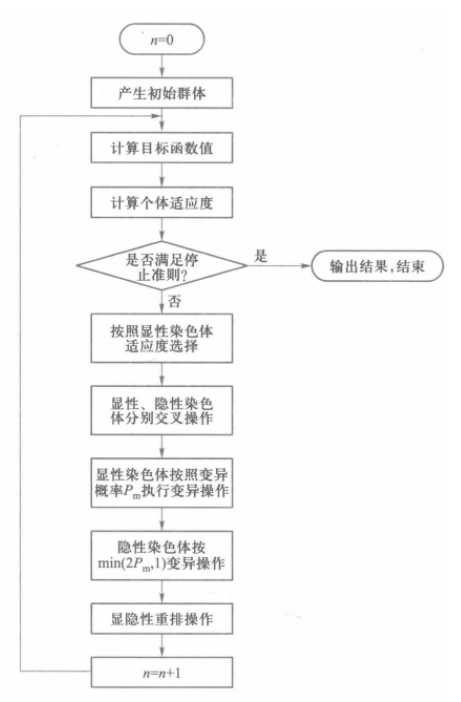 n=0
产生初始群体
计算目标函数值
计算个体适应度
是否满足停
止准则?
是
输出结果,结束
否
按照显性染色体
适应度选择
显性、隐性染色
体分别交叉操作
显性染色体按照变异
概率Pm执行变异操作
隐性染色体按
min(2Pm,1)变异操作
显隐性重排操作
n=n+1